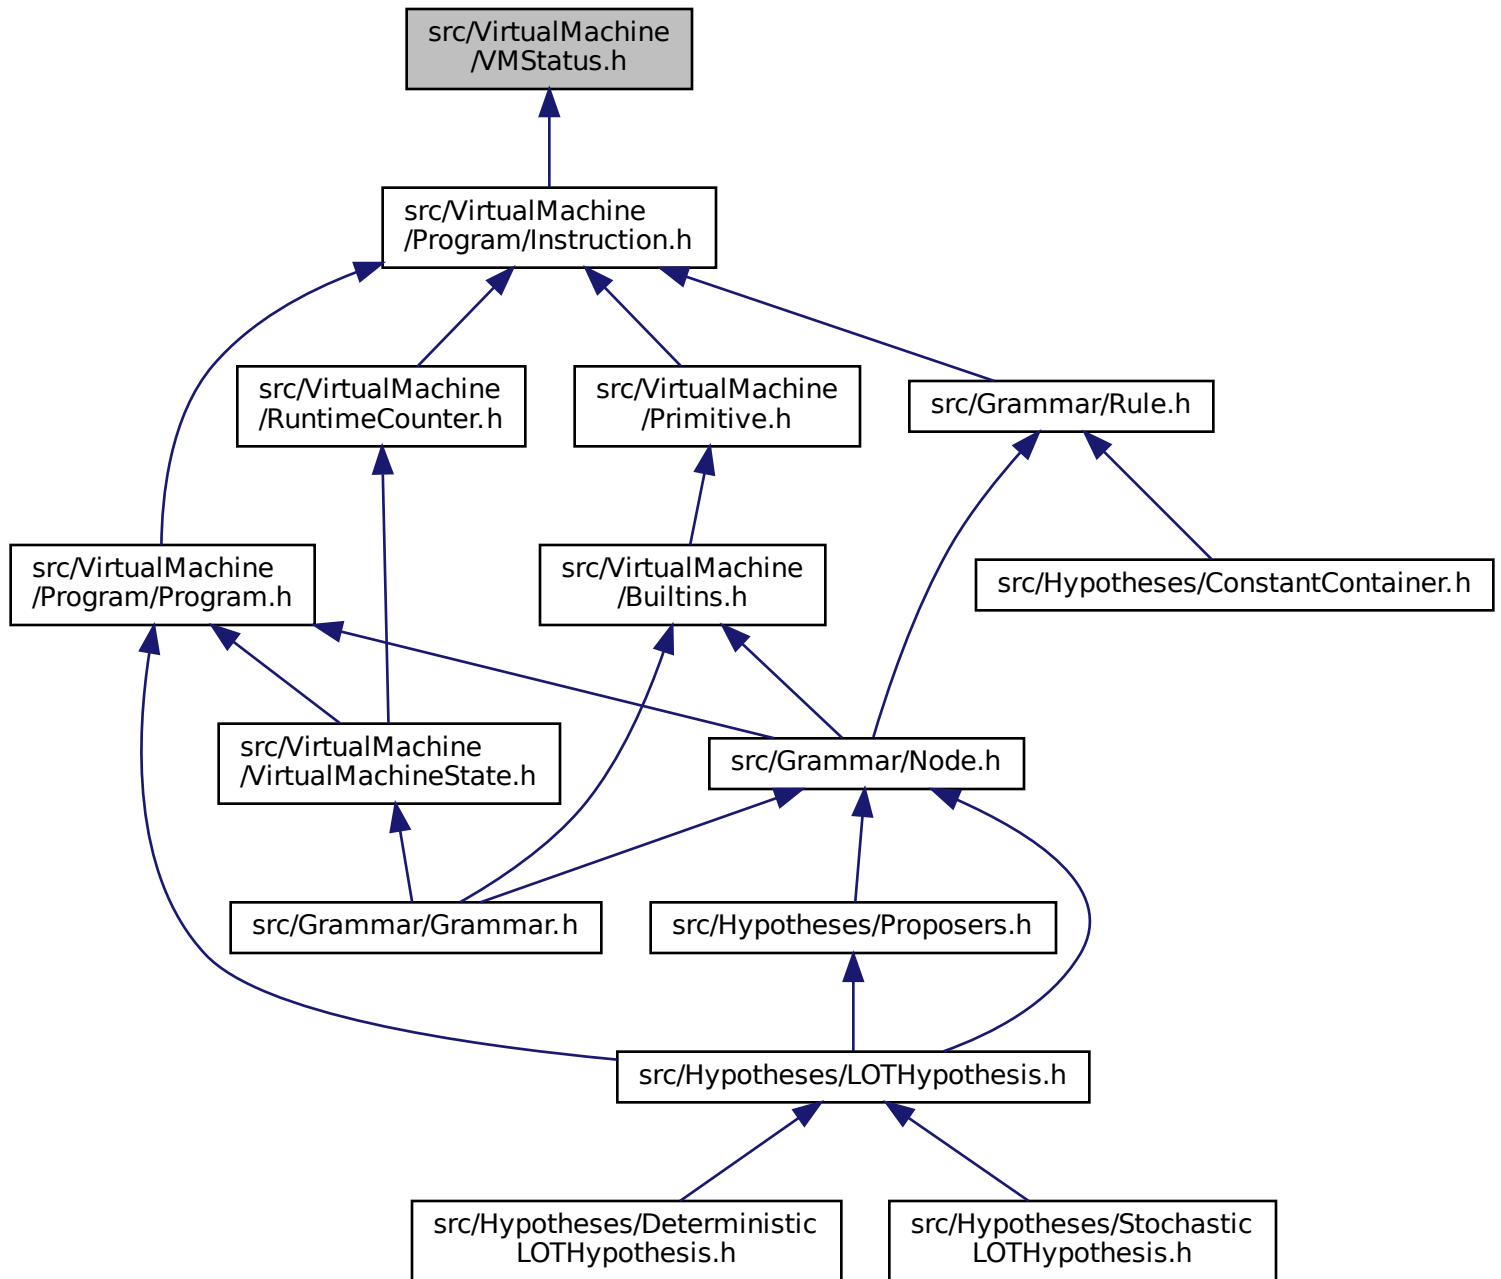 src/VirtualMachine
/VMStatus.h
src/VirtualMachine
/Program/Instruction.h
src/VirtualMachine
/RuntimeCounter.h
src/VirtualMachine
/Primitive.h
src/Grammar/Rule.h
src/VirtualMachine
/Program/Program.h
src/VirtualMachine
/Builtins.h
src/Hypotheses/ConstantContainer.h
src/VirtualMachine
/VirtualMachineState.h
src/Grammar/Node.h
src/Grammar/Grammar.h
src/Hypotheses/Proposers.h
src/Hypotheses/LOTHypothesis.h
src/Hypotheses/Deterministic
LOTHypothesis.h
src/Hypotheses/Stochastic
LOTHypothesis.h